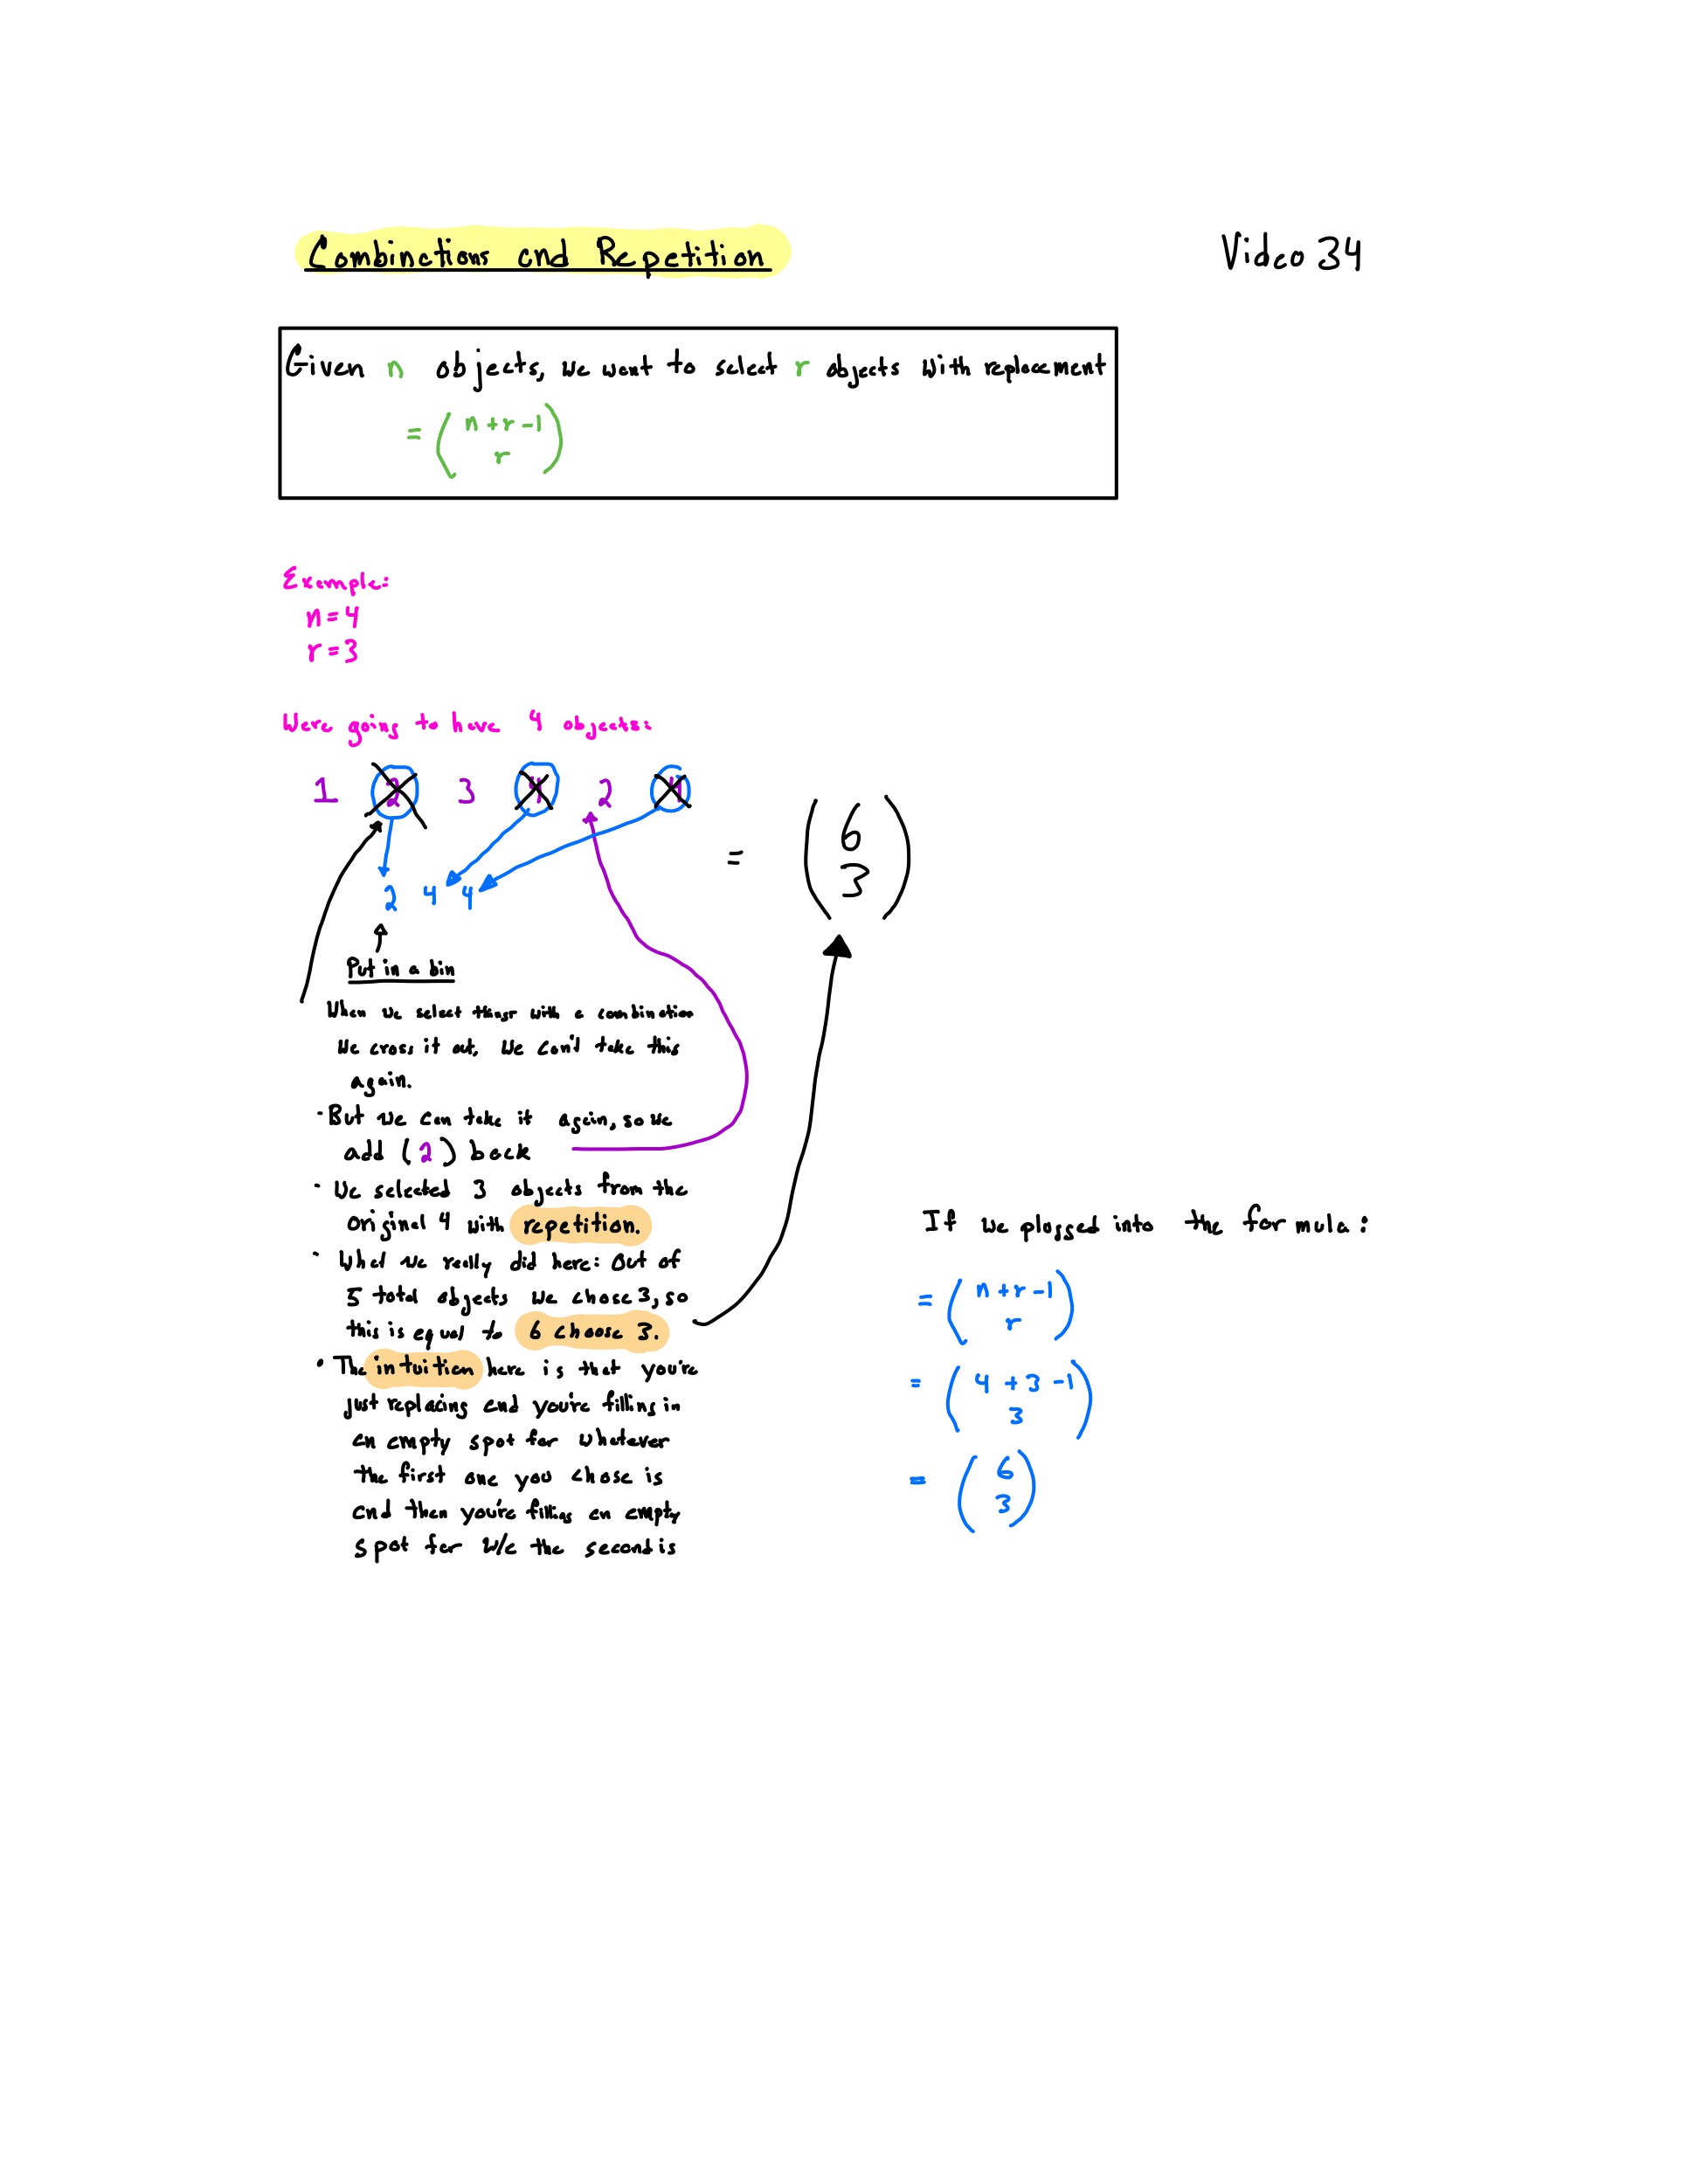 Combinations and Repetition
Video 34
Given n objects, we want to select r objects with replacement
= (n+r-1
r)
Example:
n=4
r=3
Were going to have 4 objects:
1 2 3 4 2 4
2 4 4
= (6
3)
Put in a bin
When we select things with a combination
We cross it out, We can't take this
again.
·But we can take it again, so we
add (2) back
· We selected 3 objects from the
original 4 with repetition.
· What we really did here: Out of
5 total objects we chose 3, so
this is equal to 6 choose 3.
• The intuition here is that you're
just replacing and you're filling in
an empty spot for whatever
the first one you chose is
and then you're filling an empty
spot for w/e the second is
If we plugged into the formula:
= (n+r-1
r)
= (4+3-1
3)
= (6
3)